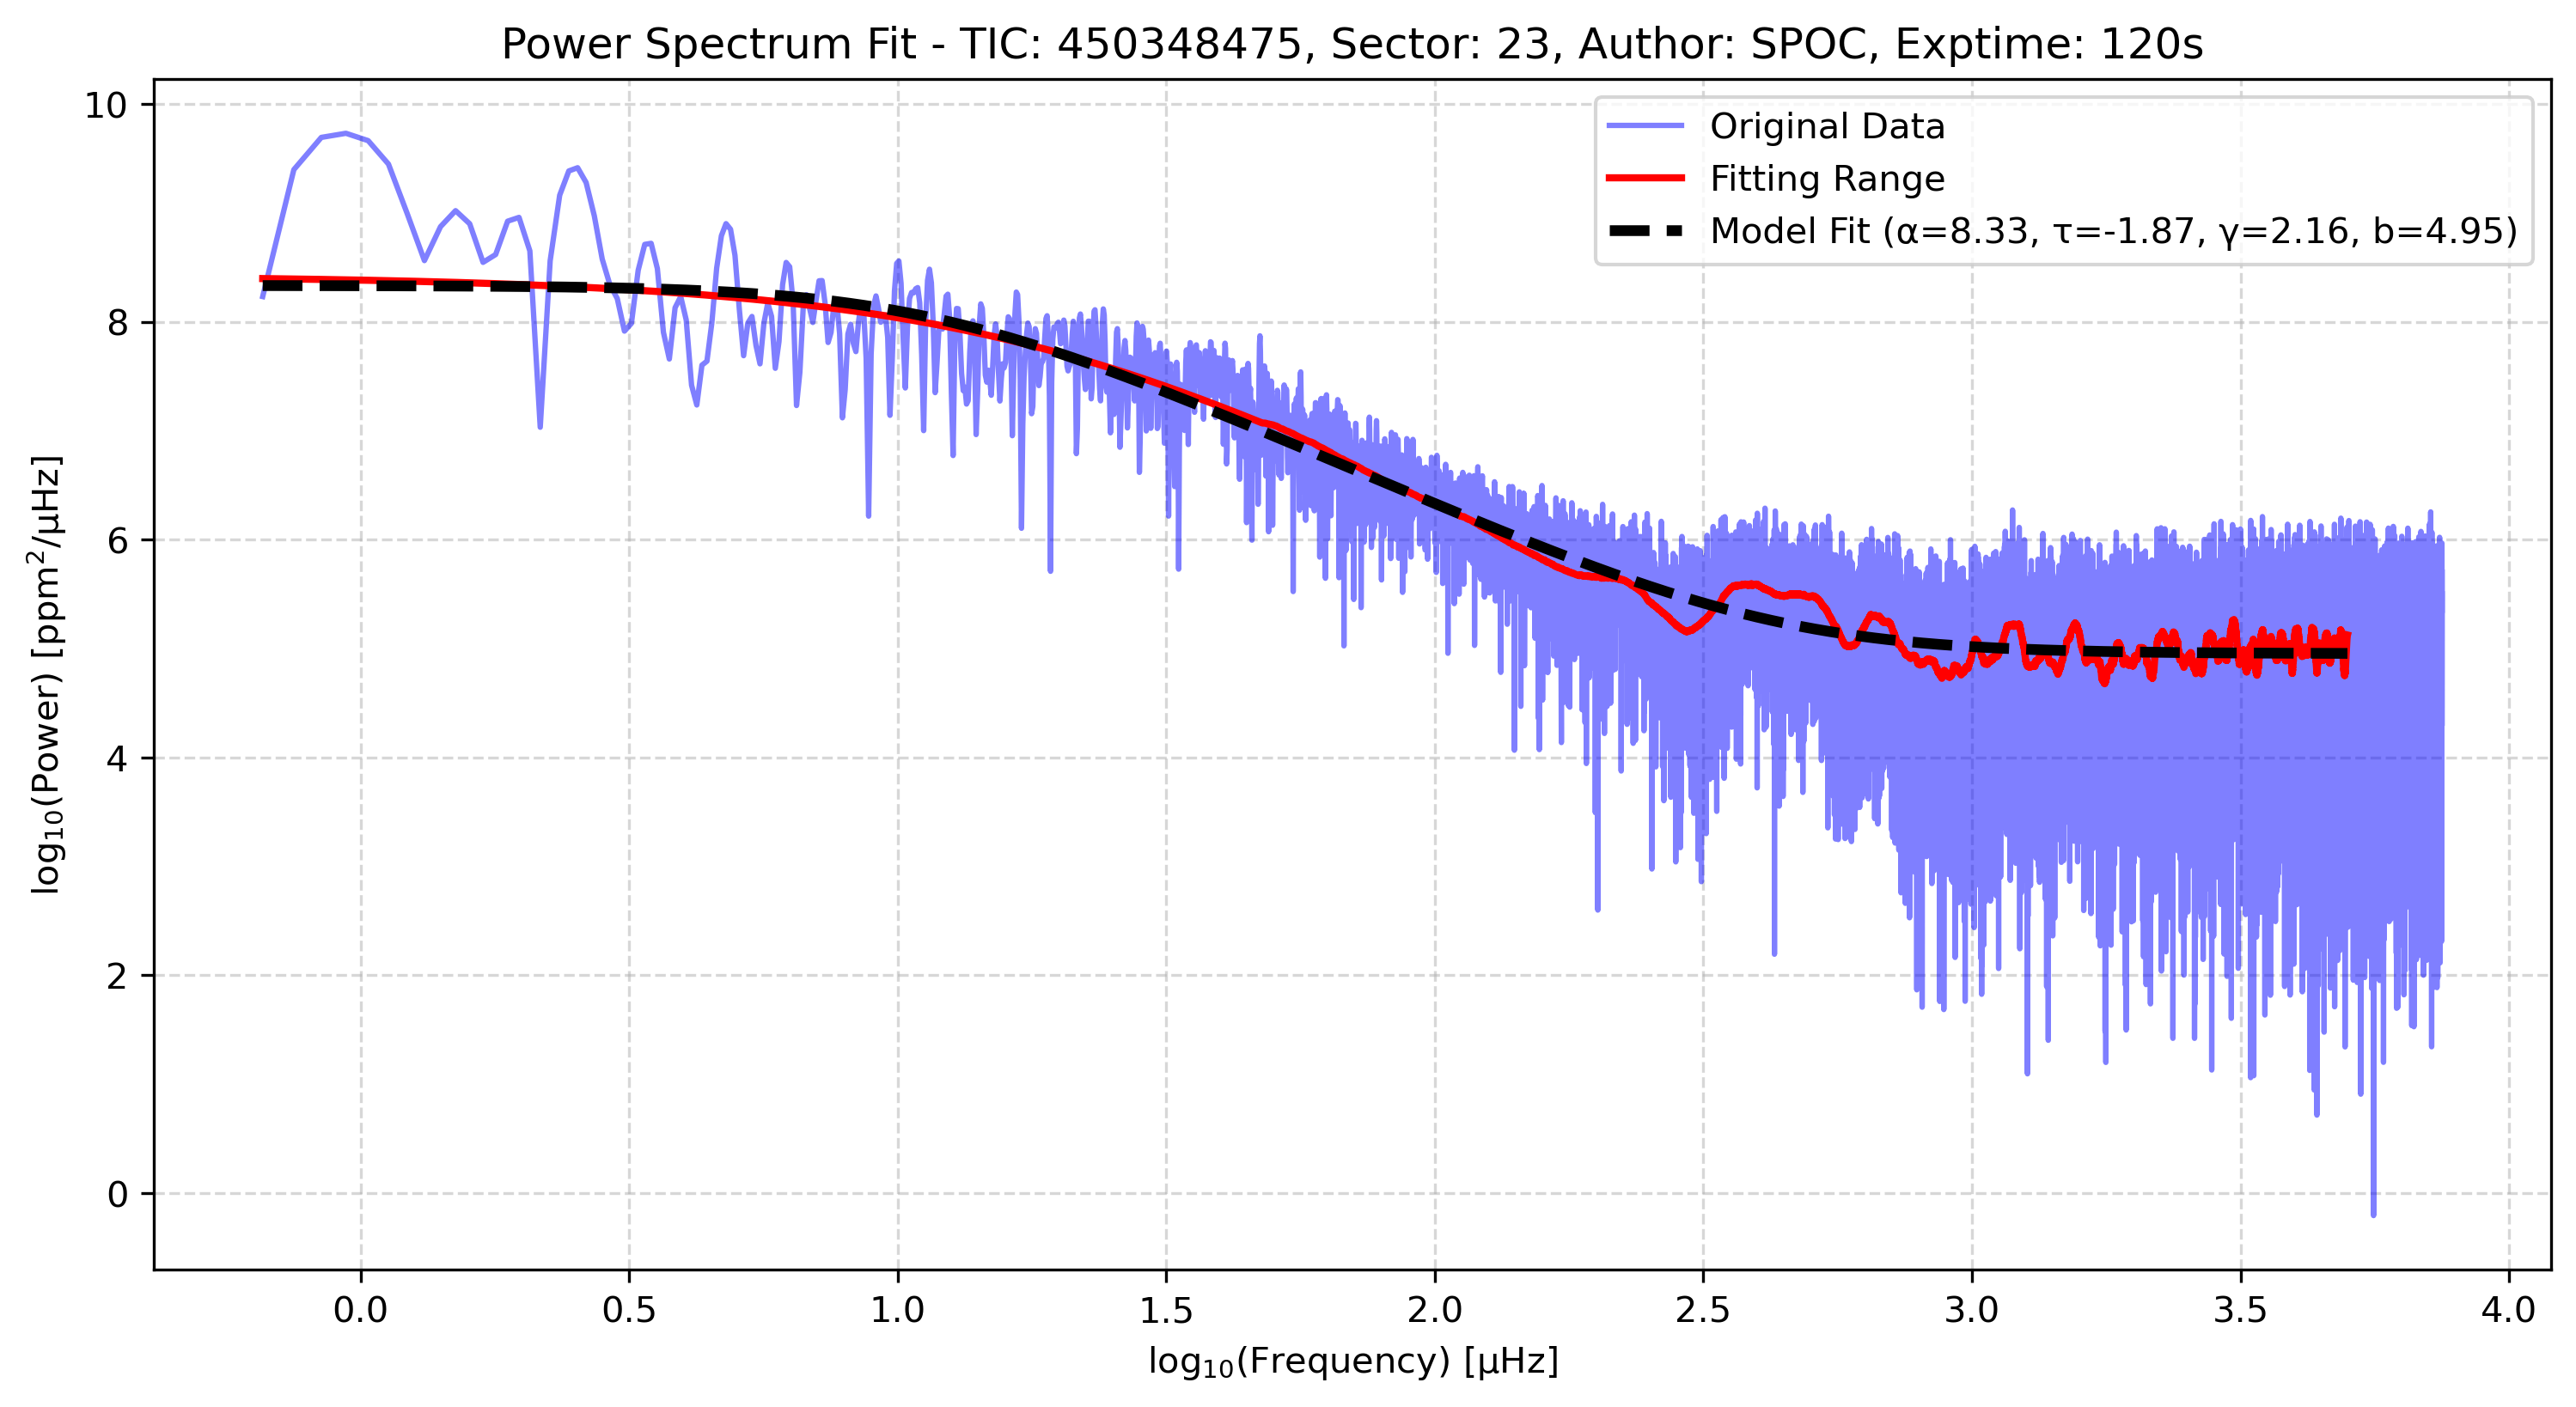 Power Spectrum Fit - TIC: 450348475, Sector: 23, Author: SPOC, Exptime: 120s
Original Data
Fitting Range
Model Fit (α=8.33, τ=-1.87, γ=2.16, b=4.95)
log₁₀(Power) [ppm²/μHz]
10
8
6
4
2
0
0.0 0.5 1.0 1.5 2.0 2.5 3.0 3.5 4.0
log₁₀(Frequency) [μHz]